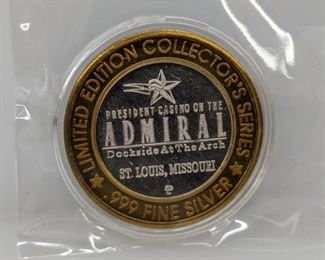 LIMITED EDITION COLLECTOR'S SERIES
PRESIDENT CASINO ON THE
ADMIRAL
Dockside At The Arch
ST. LOUIS, MISSOURI
.999 FINE SILVER